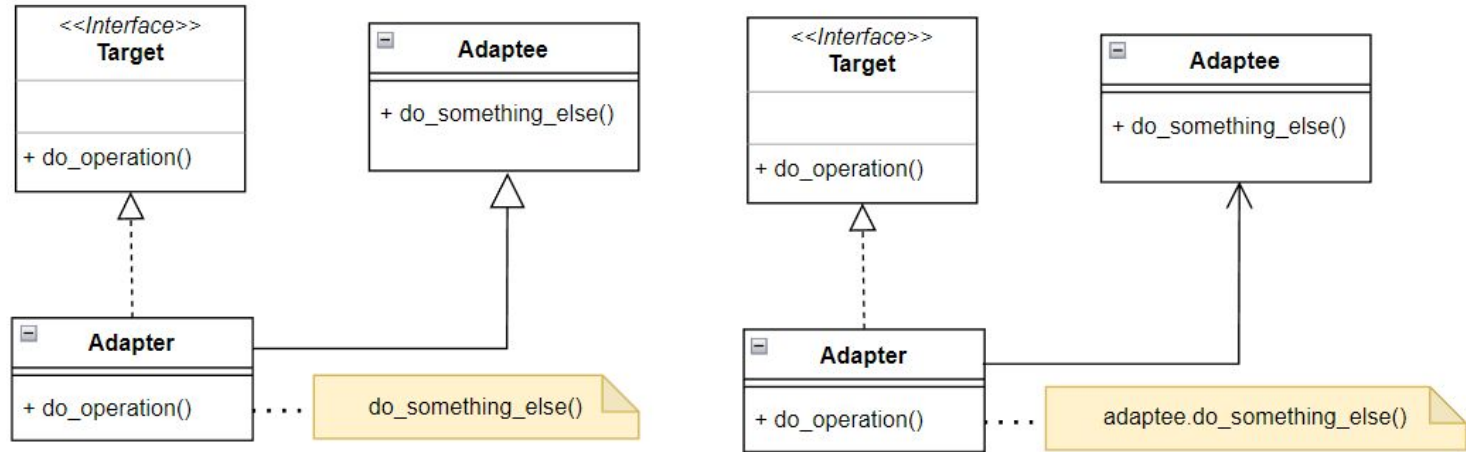 <<Interface>>
Target
+ do_operation()
Adaptee
+ do_something_else()
Adapter
+ do_operation()
do_something_else()
<<Interface>>
Target
+ do_operation()
Adaptee
+ do_something_else()
Adapter
+ do_operation()
adaptee.do_something_else()